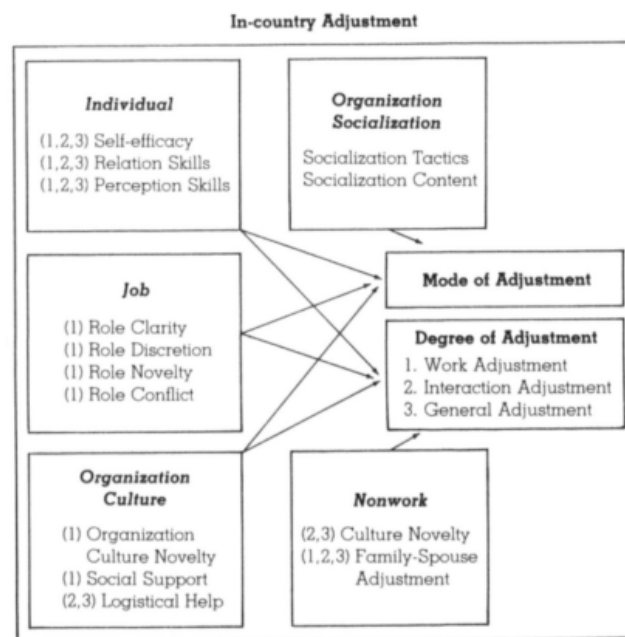 In-country Adjustment
Individual
(1,2,3) Self-efficacy
(1,2,3) Relation Skills
(1,2,3) Perception Skills
Organization
Socialization
Socialization Tactics
Socialization Content
Job
(1) Role Clarity
(1) Role Discretion
(1) Role Novelty
(1) Role Conflict
Mode of Adjustment
Degree of Adjustment
1. Work Adjustment
2. Interaction Adjustment
3. General Adjustment
Organization
Culture
(1) Organization
Culture Novelty
(1) Social Support
(2,3) Logistical Help
Nonwork
(2,3) Culture Novelty
(1,2,3) Family-Spouse
Adjustment